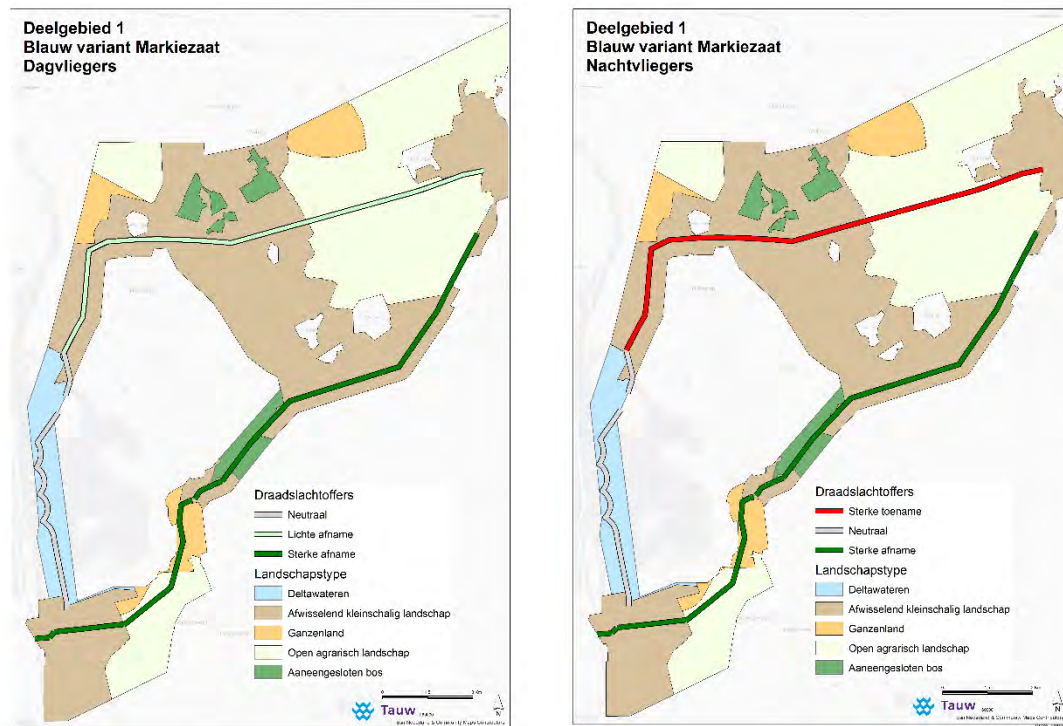 Deelgebied 1
Blauw variant Markiezaat
Dagvliegers
Draadslachtoffers
Neutraal
Lichte afname
Sterke afname
Landschapstype
Deltawateren
Afwisselend kleinschalig landschap
Ganzenland
Open agrarisch landschap
Aaneengesloten bos
Tauw
Deelgebied 1
Blauw variant Markiezaat
Nachtvliegers
Draadslachtoffers
Sterke toename
Neutraal
Sterke afname
Landschapstype
Deltawateren
Afwisselend kleinschalig landschap
Ganzenland
Open agrarisch landschap
Aaneengesloten bos
Tauw